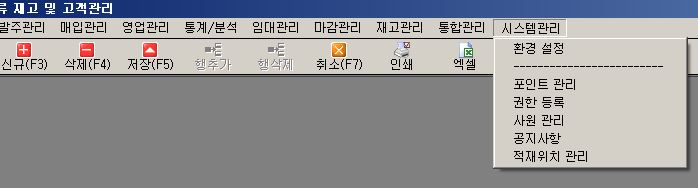 류 재고 및 고객관리
발주관리 매입관리 영업관리 통계/분석 임대관리 마감관리 재고관리 통합관리 시스템관리
신규(F3) 삭제(F4) 저장(F5) 행추가 행삭제 취소(F7) 인쇄 엑셀
환경 설정
-------------------------
포인트 관리
권한 등록
사원 관리
공지사항
적재위치 관리